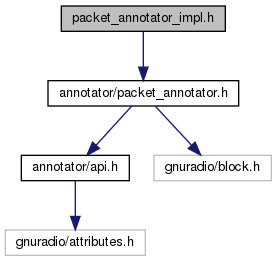 packet_annotator_impl.h
annotator/packet_annotator.h
annotator/api.h
gnuradio/block.h
gnuradio/attributes.h